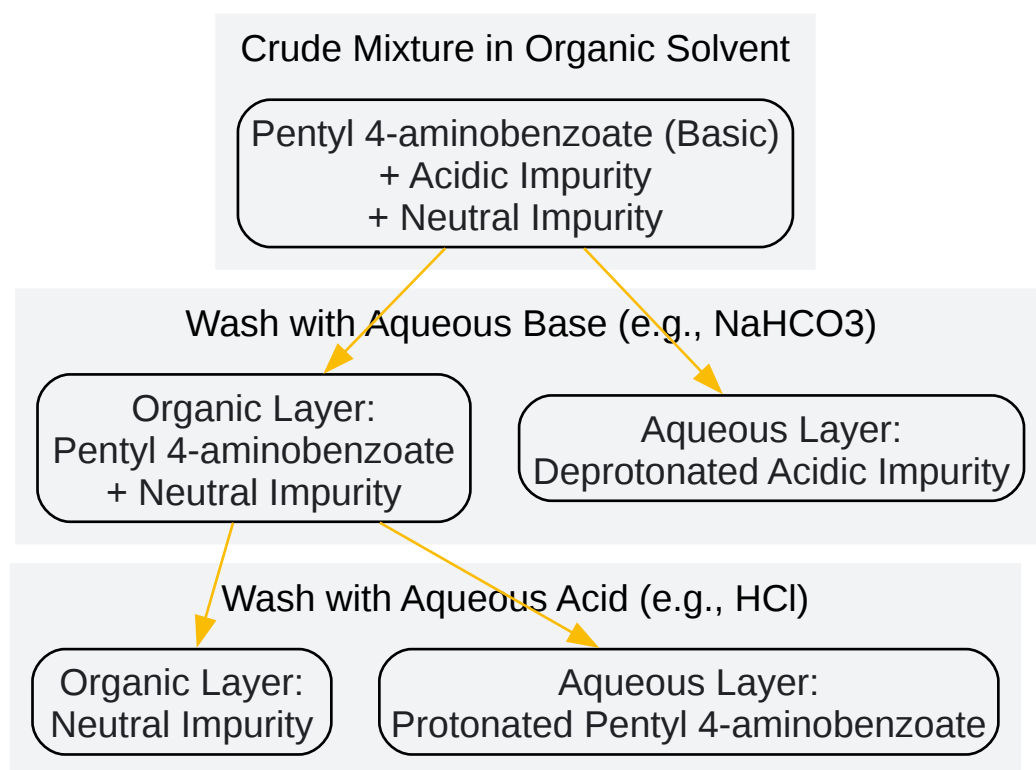 Crude Mixture in Organic Solvent
Pentyl 4-aminobenzoate (Basic)
+ Acidic Impurity
+ Neutral Impurity
Wash with Aqueous Base (e.g., NaHCO3)
Organic Layer:
Pentyl 4-aminobenzoate
+ Neutral Impurity
Aqueous Layer:
Deprotonated Acidic Impurity
Wash with Aqueous Acid (e.g., HCl)
Organic Layer:
Neutral Impurity
Aqueous Layer:
Protonated Pentyl 4-aminobenzoate